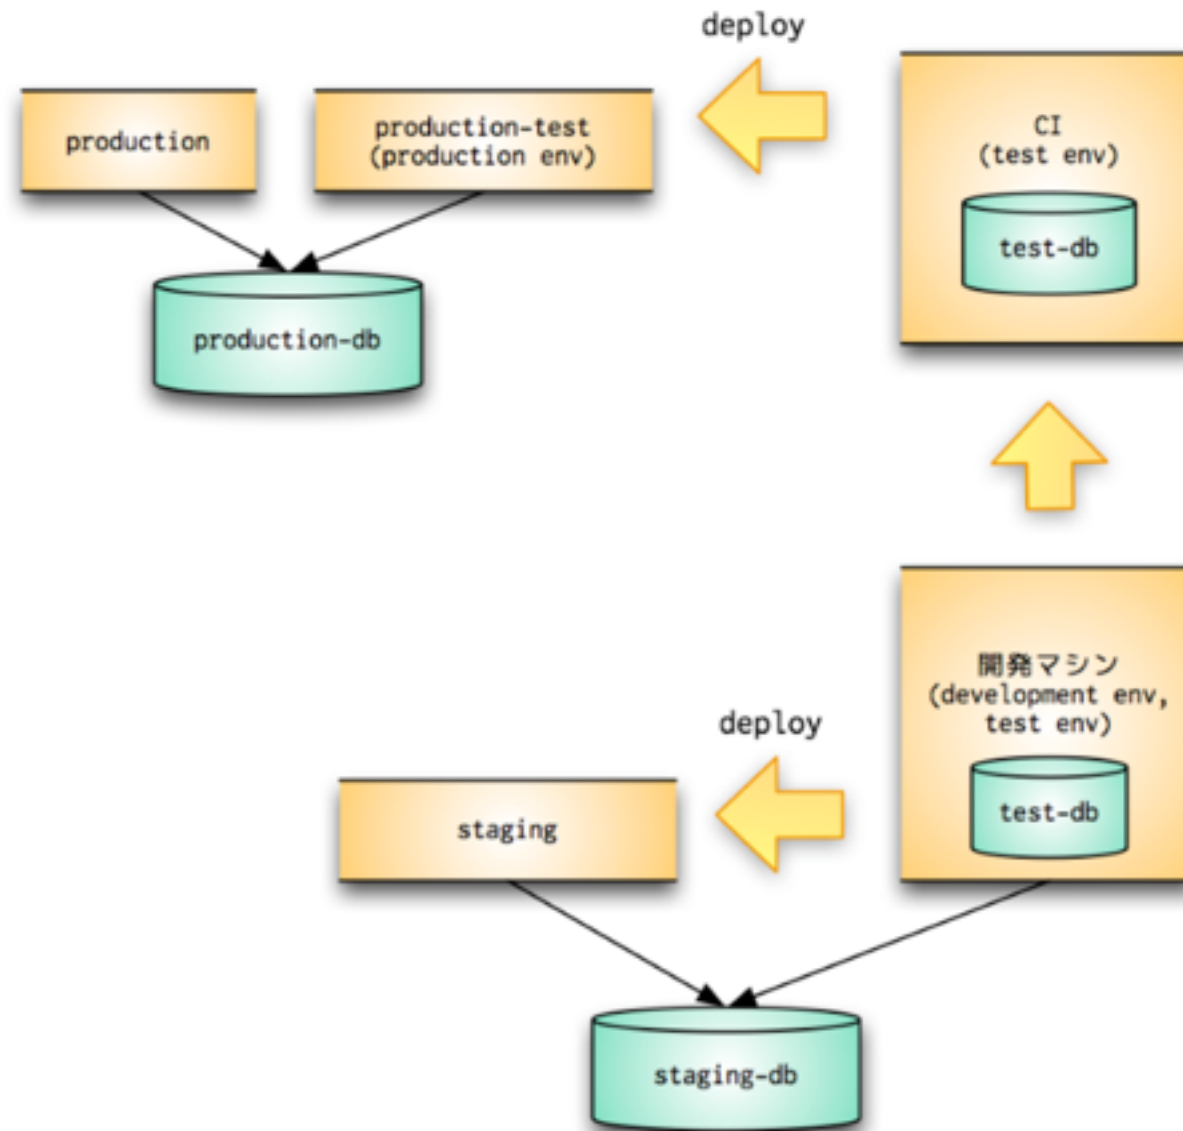 deploy
production
production-test
(production env)
CI
(test env)
test-db
production-db
開発マシン
(development env,
test env)
deploy
test-db
staging
staging-db